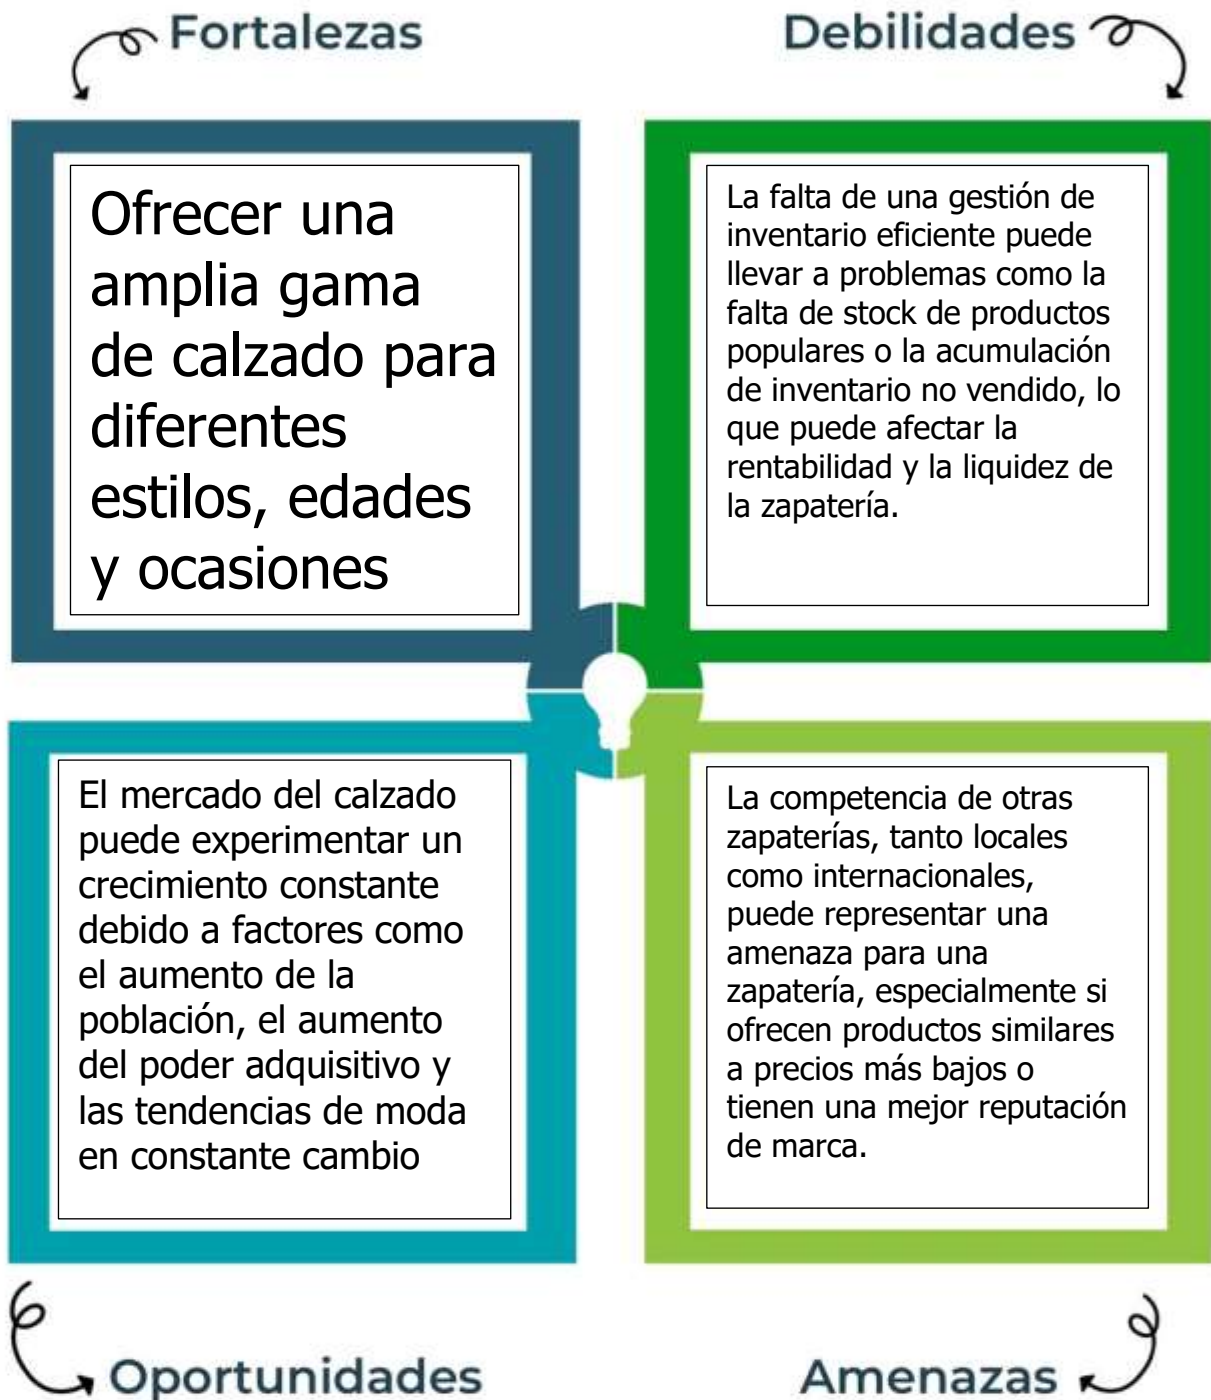 Fortalezas
Ofrecer una
amplia gama
de calzado para
diferentes
estilos, edades
y ocasiones
Debilidades
La falta de una gestión de
inventario eficiente puede
llevar a problemas como la
falta de stock de productos
populares o la acumulación
de inventario no vendido, lo
que puede afectar la
rentabilidad y la liquidez de
la zapatería.
El mercado del calzado
puede experimentar un
crecimiento constante
debido a factores como
el aumento de la
población, el aumento
del poder adquisitivo y
las tendencias de moda
en constante cambio
Oportunidades
La competencia de otras
zapaterías, tanto locales
como internacionales,
puede representar una
amenaza para una
zapatería, especialmente si
ofrecen productos similares
a precios más bajos o
tienen una mejor reputación
de marca.
Amenazas